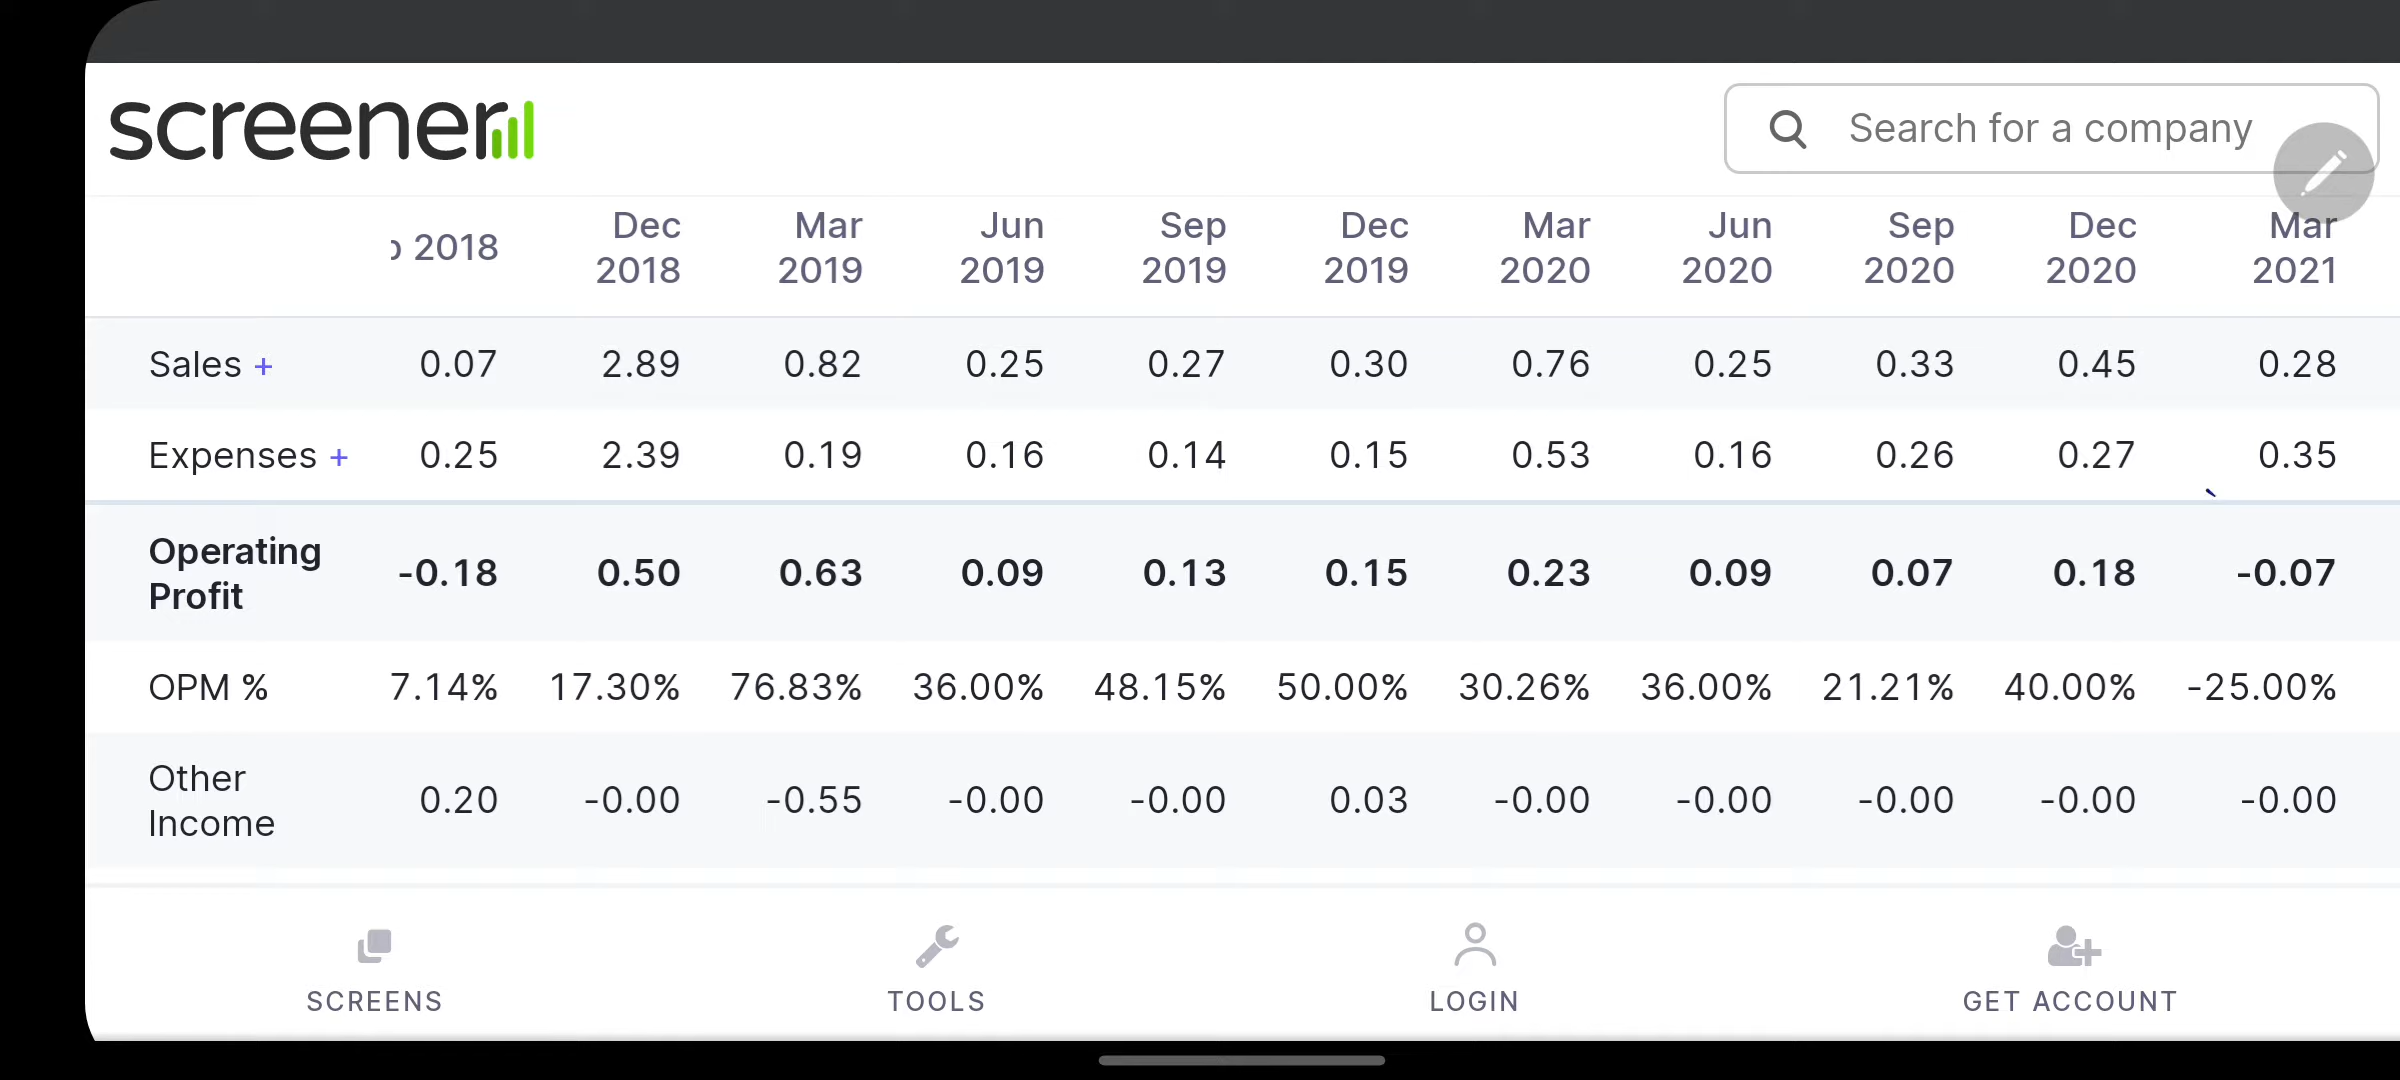 screener
Search for a company
2018 Dec 2018 Mar 2019 Jun 2019 Sep 2019 Dec 2019 Mar 2020 Jun 2020 Sep 2020 Dec 2020 Mar 2021
Sales + 0.07 2.89 0.82 0.25 0.27 0.30 0.76 0.25 0.33 0.45 0.28
Expenses + 0.25 2.39 0.19 0.16 0.14 0.15 0.53 0.16 0.26 0.27 0.35
Operating Profit -0.18 0.50 0.63 0.09 0.13 0.15 0.23 0.09 0.07 0.18 -0.07
OPM % 7.14% 17.30% 76.83% 36.00% 48.15% 50.00% 30.26% 36.00% 21.21% 40.00% -25.00%
Other Income 0.20 -0.00 -0.55 -0.00 -0.00 0.03 -0.00 -0.00 -0.00 -0.00 -0.00
SCREENS TOOLS LOGIN GET ACCOUNT